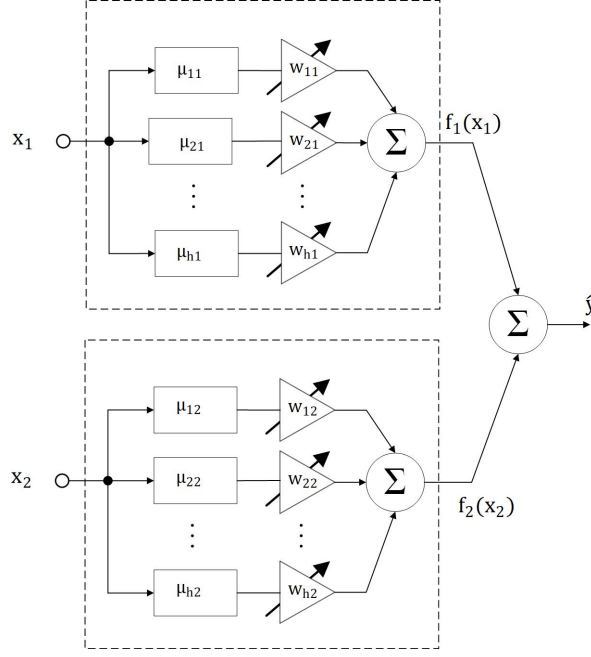 μ₁₁
w₁₁
x₁
μ₂₁
w₂₁
Σ
f₁(x₁)
μₕ₁
wₕ₁
Σ
ŷ
μ₁₂
w₁₂
x₂
μ₂₂
w₂₂
Σ
f₂(x₂)
μₕ₂
wₕ₂